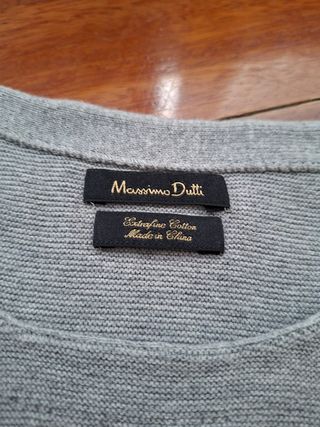 Massimo Dutti
Extrafine Cotton
Made in China